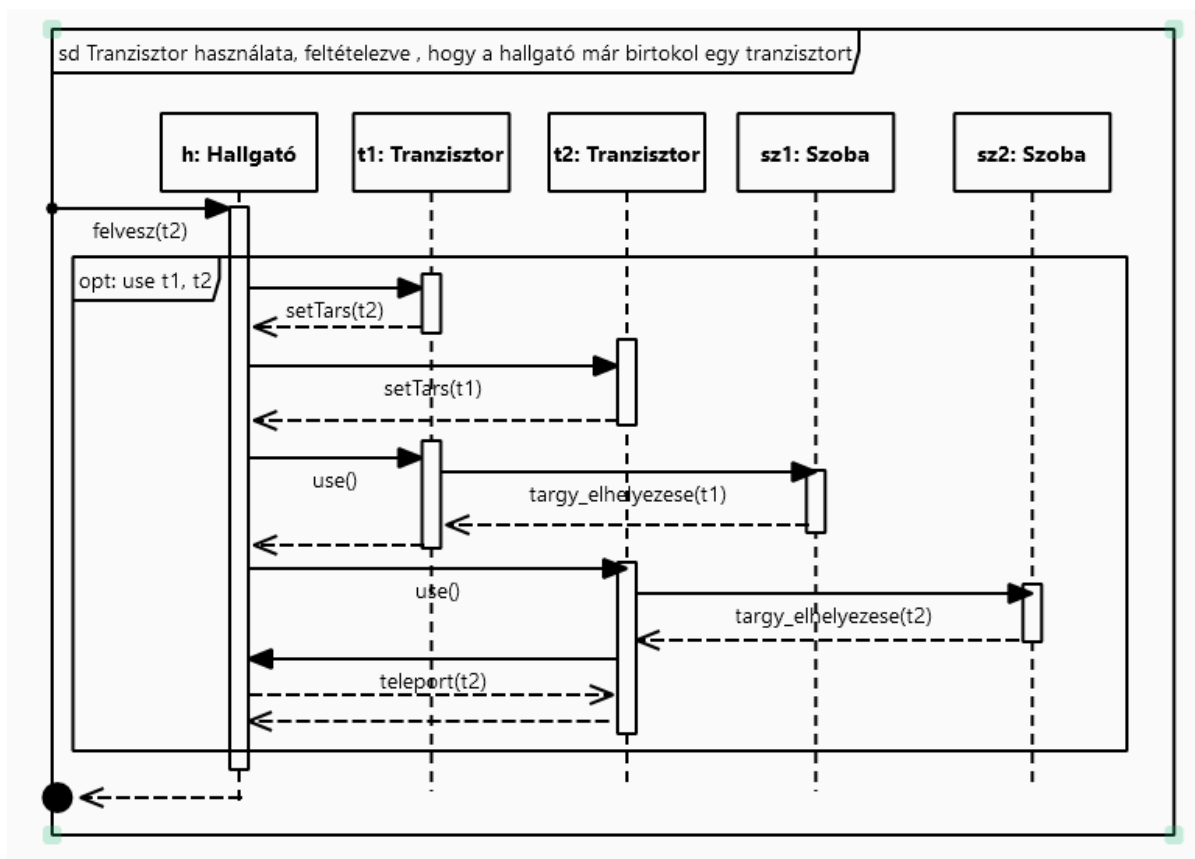 sd Tranzisztor használata, feltételezve , hogy a hallgató már birtokol egy tranzisztort
h: Hallgató
t1: Tranzisztor
t2: Tranzisztor
sz1: Szoba
sz2: Szoba
felvesz(t2)
opt: use t1, t2
setTars(t2)
setTars(t1)
use()
targy_elhelyezese(t1)
use()
targy_elhelyezese(t2)
teleport(t2)